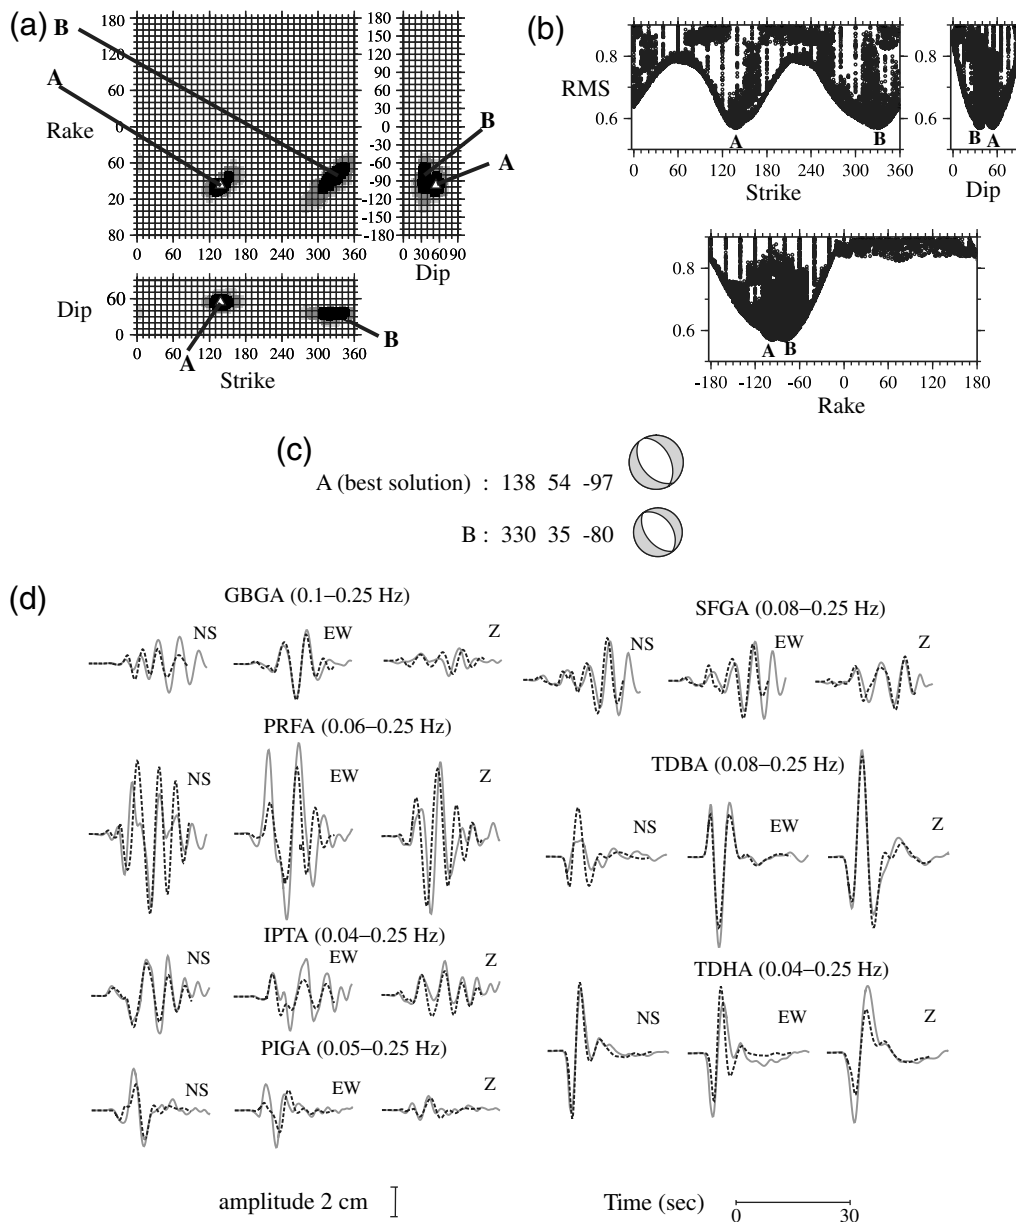 (a)
B
A
Rake
180
120
60
0
60
20
80
0 60 120 180 240 300 360
180
150
120
90
60
30
0
-30
-60
-90
-120
-150
-180
B
A
0 30 60 90
Dip
Dip
60
0
A
B
0 60 120 180 240 300 360
Strike
(b)
RMS
0.8
0.6
A
B
0 60 120 180 240 300 360
Strike
B
A
0 60
Dip
0.8
0.6
A B
-180 -120 -60 0 60 120 180
Rake
(c)
A (best solution) : 138 54 -97
B : 330 35 -80
(d)
GBGA (0.1–0.25 Hz)
NS EW Z
SFGA (0.08–0.25 Hz)
NS EW Z
PRFA (0.06–0.25 Hz)
NS EW Z
TDBA (0.08–0.25 Hz)
NS EW Z
IPTA (0.04–0.25 Hz)
NS EW Z
TDHA (0.04–0.25 Hz)
NS EW Z
PIGA (0.05–0.25 Hz)
NS EW Z
amplitude 2 cm
Time (sec)
0 30